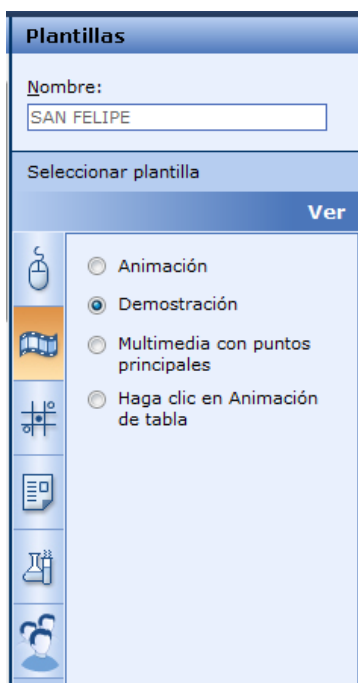 Plantillas
Nombre:
SAN FELIPE
Seleccionar plantilla
Ver
Animación
Demostración
Multimedia con puntos
principales
Haga clic en Animación
de tabla